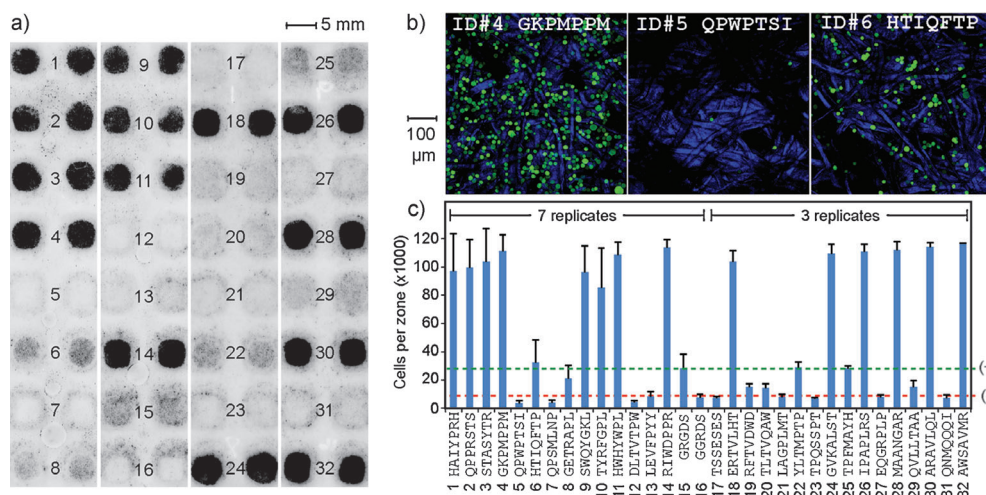 a)
5 mm
1 9 17 25
2 10 18 26
3 11 19 27
4 12 20 28
5 13 21 29
6 14 22 30
7 15 23 31
8 16 24 32
b)
ID#4 GKPMPPM
ID#5 QPWPTSI
ID#6 HTIQFTP
100
µm
c)
7 replicates
3 replicates
Cells per zone (x1000)
120
100
80
60
40
20
0
1 HAIYPRH
2 QPPRSTS
3 STASYTR
4 GKPMPPM
5 QPWPTSI
6 HTIQFTP
7 QPSMLNP
8 GETRAPL
9 SWQYGKL
10 TYRFGPL
11 HWHYWPL
12 DLTVTPW
13 LEVFPYY
14 RIWDPPR
15 GRGDS
16 GGRDS
17 TSSESES
18 ERTVLHT
19 RFTVDWD
20 TLTVQAW
21 LAGPLMT
22 YLTMPTP
23 TPQSSPT
24 GVKALST
25 TPFMAYH
26 IPAPLRS
27 EQGRPLP
28 NAANGAR
29 QVLLTAA
30 ARAVLQL
31 QNMQQQI
32 AWSAVMR